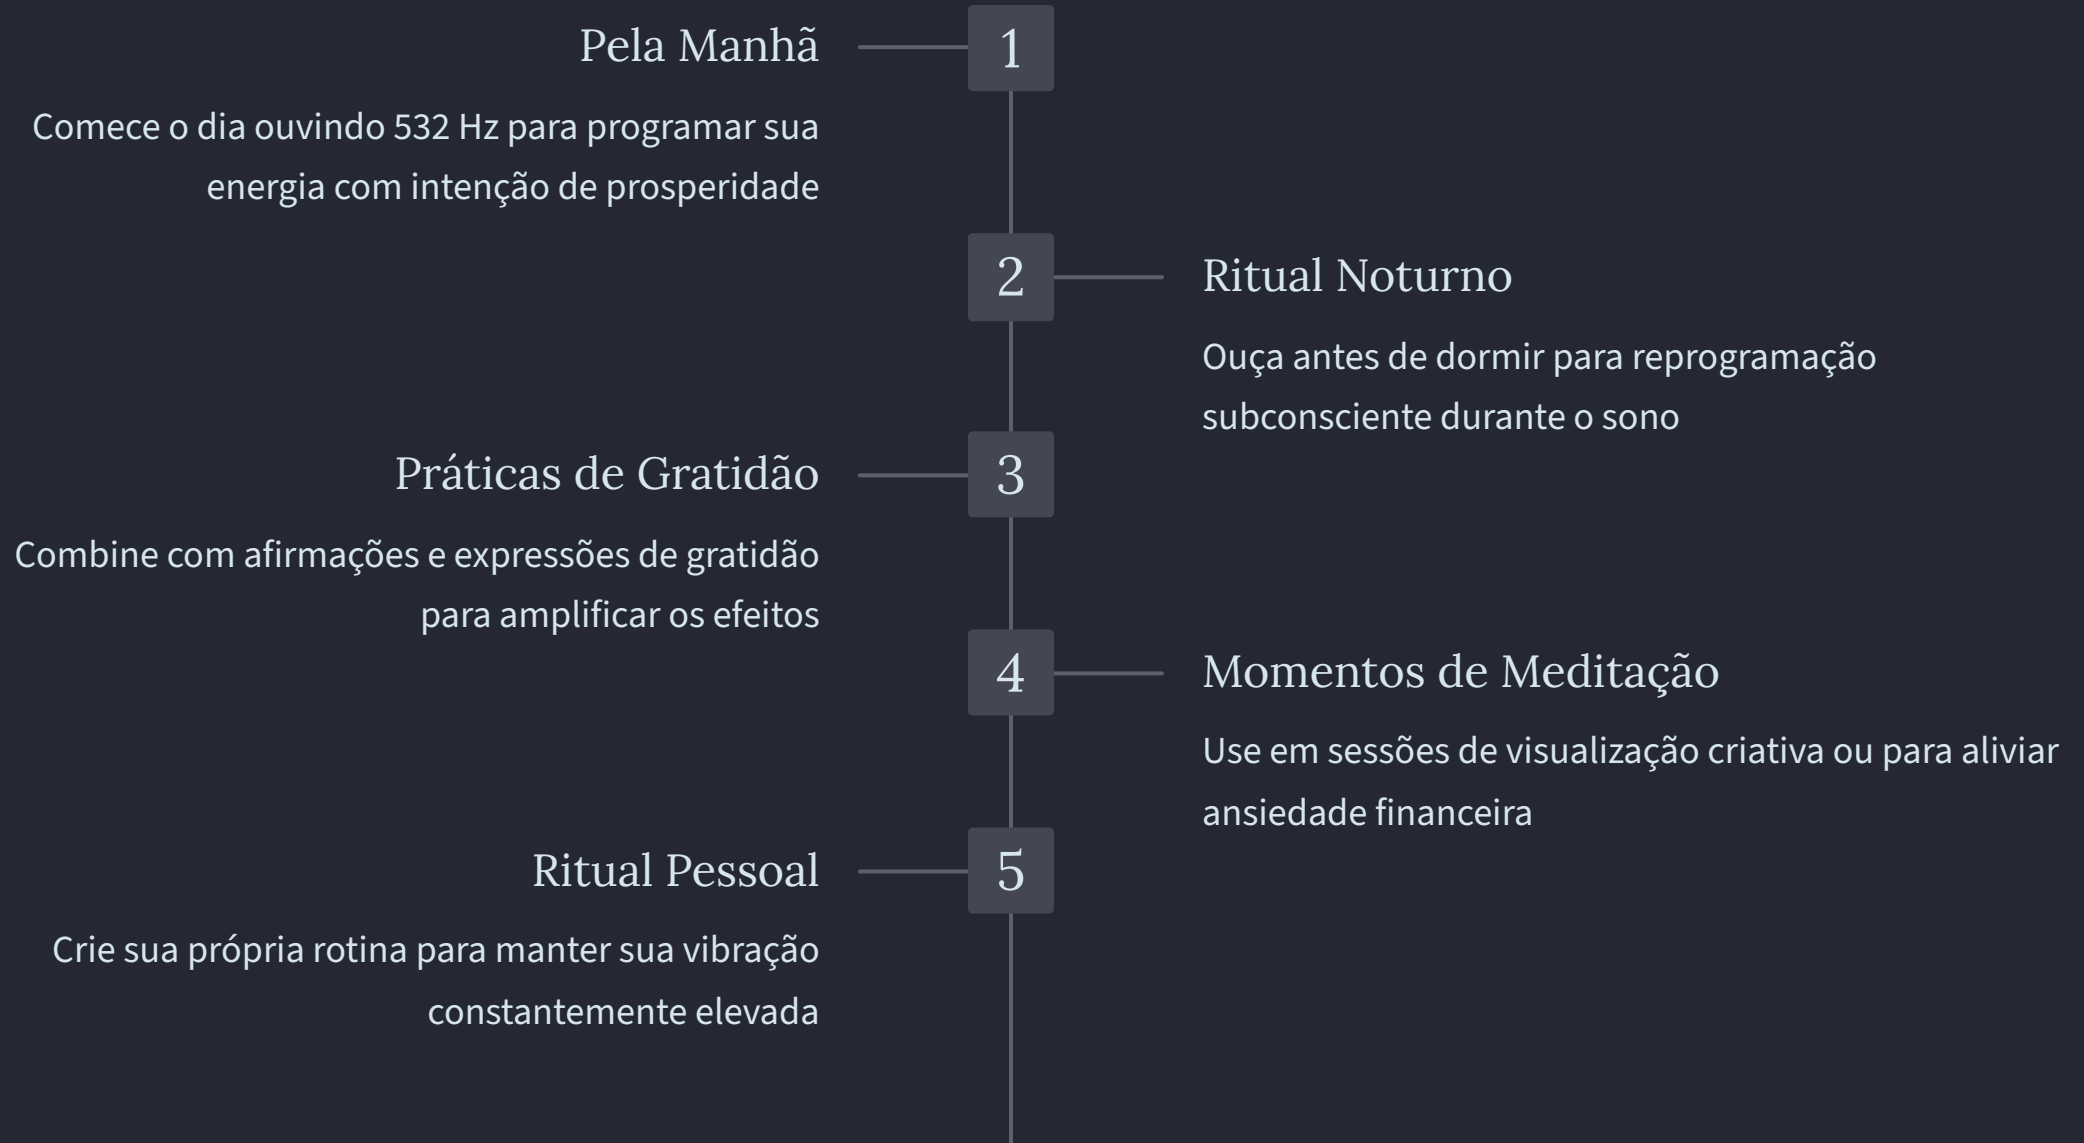 Pela Manhã
1
Comece o dia ouvindo 532 Hz para programar sua
energia com intenção de prosperidade
2
Ritual Noturno
Ouça antes de dormir para reprogramação
subconsciente durante o sono
Práticas de Gratidão
3
Combine com afirmações e expressões de gratidão
para amplificar os efeitos
4
Momentos de Meditação
Use em sessões de visualização criativa ou para aliviar
ansiedade financeira
Ritual Pessoal
5
Crie sua própria rotina para manter sua vibração
constantemente elevada